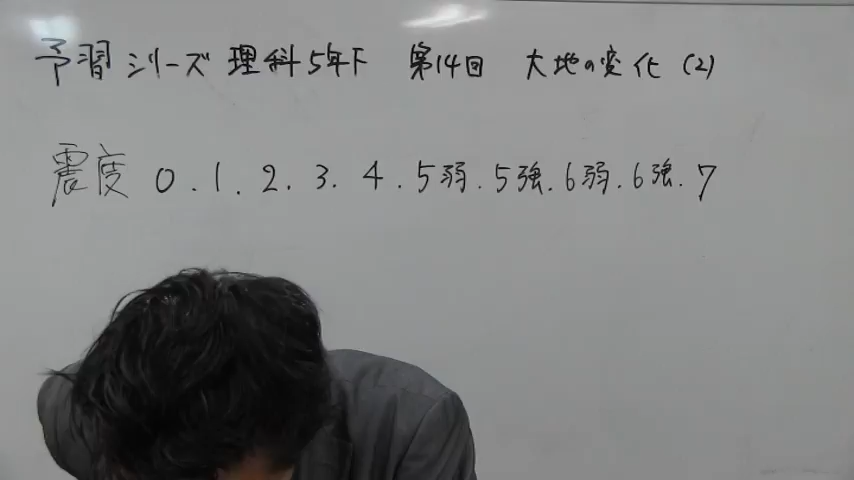 予習シリーズ 理科5年下 第14回 大地の変化(2)
震度 0.1.2.3.4.5弱.5強.6弱.6強.7